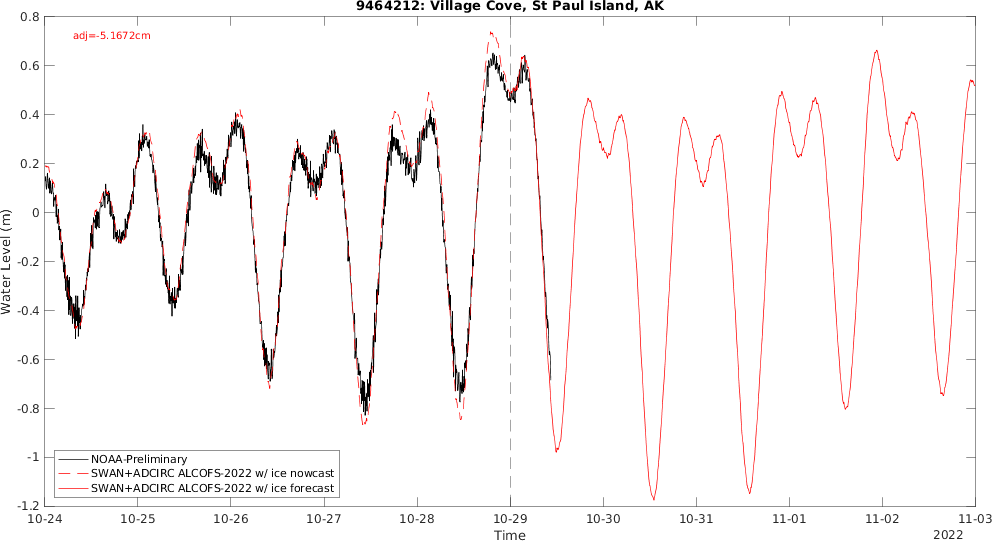 9464212: Village Cove, St Paul Island, AK
adj=-5.1672cm
0.8
0.6
0.4
0.2
0
-0.2
-0.4
-0.6
-0.8
-1
-1.2
Water Level (m)
NOAA-Preliminary
SWAN+ADCIRC ALCOFS-2022 w/ ice nowcast
SWAN+ADCIRC ALCOFS-2022 w/ ice forecast
10-24 10-25 10-26 10-27 10-28 10-29 10-30 10-31 11-01 11-02 11-03
Time
2022